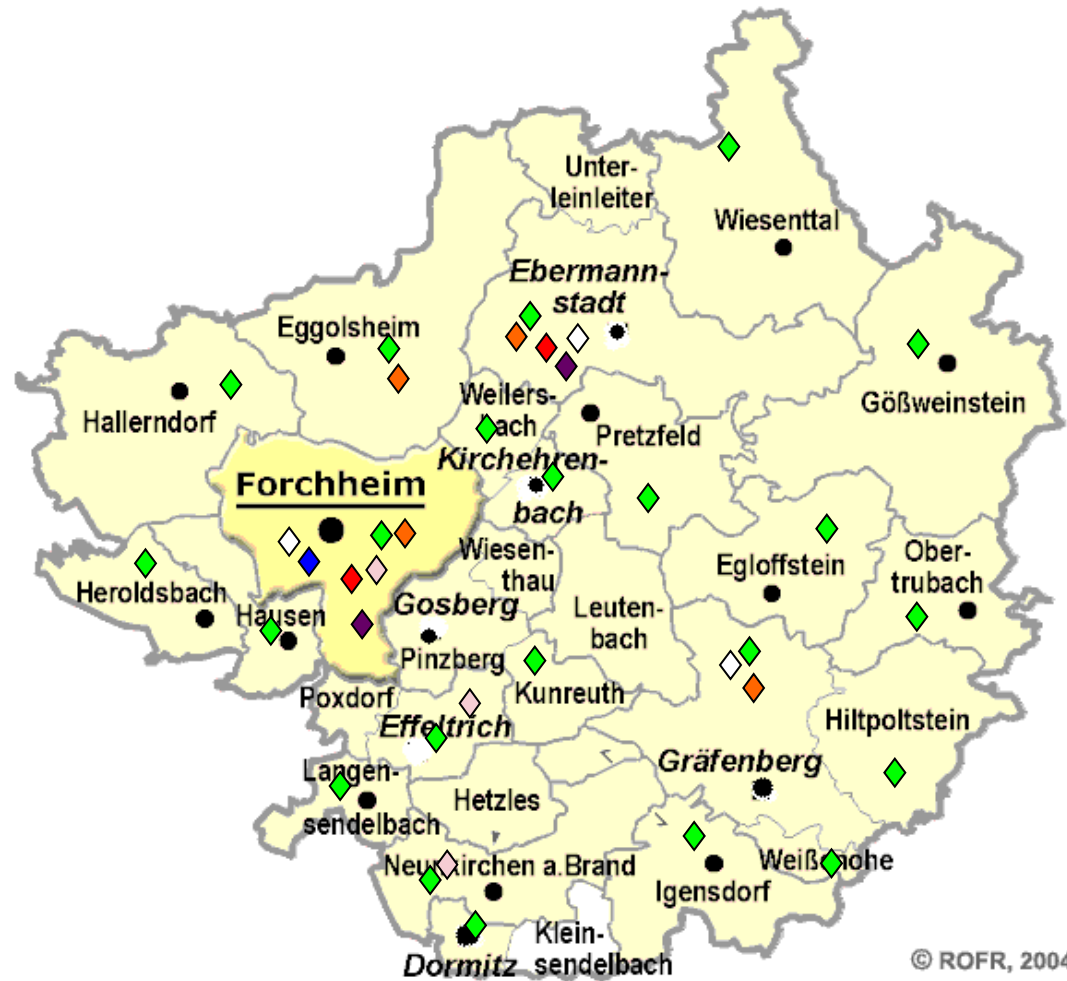 Unter-
leinleiter
Wiesenttal
Ebermann-
stadt
Eggolsheim
Hallerndorf
Gößweinstein
Weilers-
bach
Pretzfeld
Kirchehren-
bach
Forchheim
Wiesen-
thau
Egloffstein
Ober-
trubach
Heroldsbach
Hausen
Gosberg
Leuten-
bach
Pinzberg
Kunreuth
Poxdorf
Effeltrich
Hiltpoltstein
Gräfenberg
Langen-
sendelbach
Hetzles
Neunkirchen a.Brand
Igensdorf
Weißenohe
Klein-
sendelbach
Dormitz
© ROFR, 2004